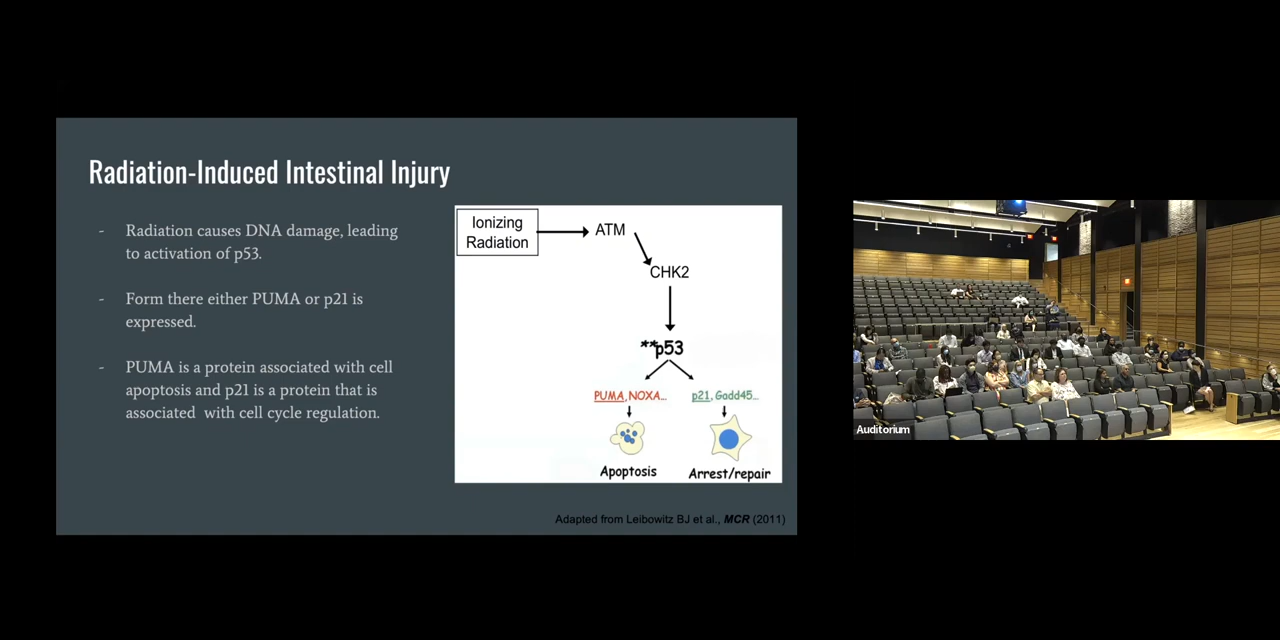 Radiation-Induced Intestinal Injury
- Radiation causes DNA damage, leading
to activation of p53.
- Form there either PUMA or p21 is
expressed.
- PUMA is a protein associated with cell
apoptosis and p21 is a protein that is
associated with cell cycle regulation.
Ionizing
Radiation
ATM
CHK2
**p53
PUMA,NOXA...
p21, Gadd45...
Apoptosis
Arrest/repair
Adapted from Leibowitz BJ et al., MCR (2011)
Auditorium